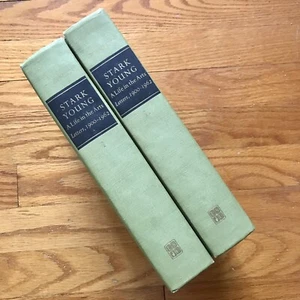 STARK
YOUNG
A Life in the Arts
Letters, 1900-1962
STARK
YOUNG
A Life in the Arts
Letters, 1900-1962